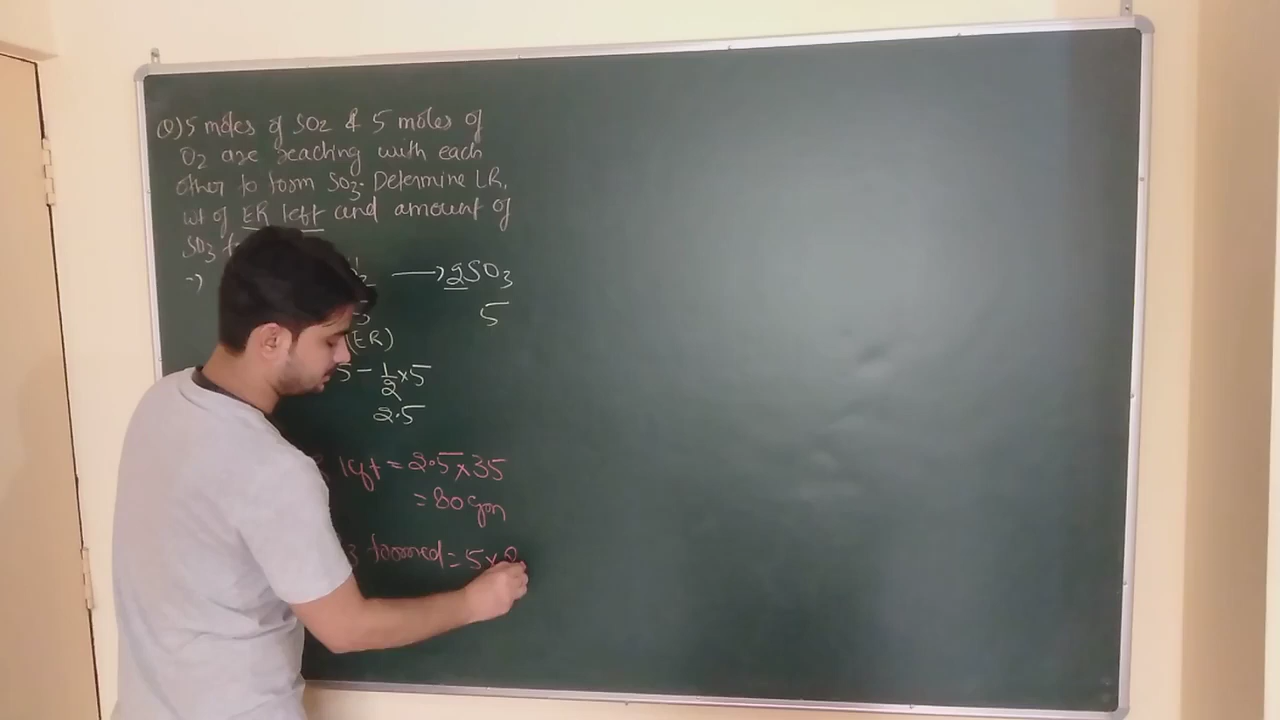 Q) 5 moles of SO2 & 5 moles of
O2 are reacting with each
other to form SO3. Determine LR,
wt of ER left and amount of
SO3
→ ⟶ 2SO3
5
(ER)
5 - 1/2 × 5
2.5
left = 2.5 × 35
= 80 gm
3 formed = 5 ×